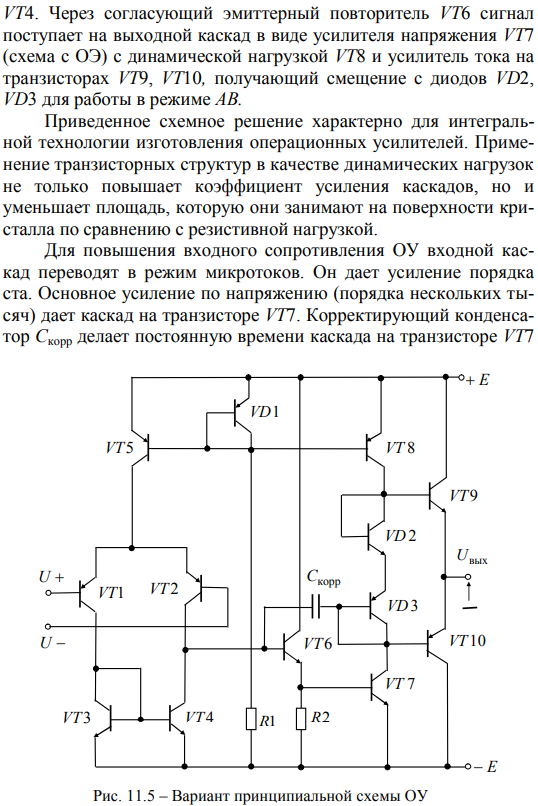 VT4. Через согласующий эмиттерный повторитель VT6 сигнал
поступает на выходной каскад в виде усилителя напряжения VT7
(схема с ОЭ) с динамической нагрузкой VT8 и усилитель тока на
транзисторах VT9, VT10, получающий смещение с диодов VD2,
VD3 для работы в режиме АВ.
Приведенное схемное решение характерно для интеграль-
ной технологии изготовления операционных усилителей. Приме-
нение транзисторных структур в качестве динамических нагрузок
не только повышает коэффициент усиления каскадов, но и
уменьшает площадь, которую они занимают на поверхности кри-
сталла по сравнению с резистивной нагрузкой.
Для повышения входного сопротивления ОУ входной кас-
кад переводят в режим микротоков. Он дает усиление порядка
ста. Основное усиление по напряжению (порядка нескольких ты-
сяч) дает каскад на транзисторе VT7. Корректирующий конденса-
тор Cкорр делает постоянную времени каскада на транзисторе VT7
+ E
VD1
VT5
VT8
VT9
VD2
Uвых
Cкорр
U +
VT1
VT2
VD3
U −
VT6
VT10
VT7
VT3
VT4
R1
R2
− E
Рис. 11.5 – Вариант принципиальной схемы ОУ